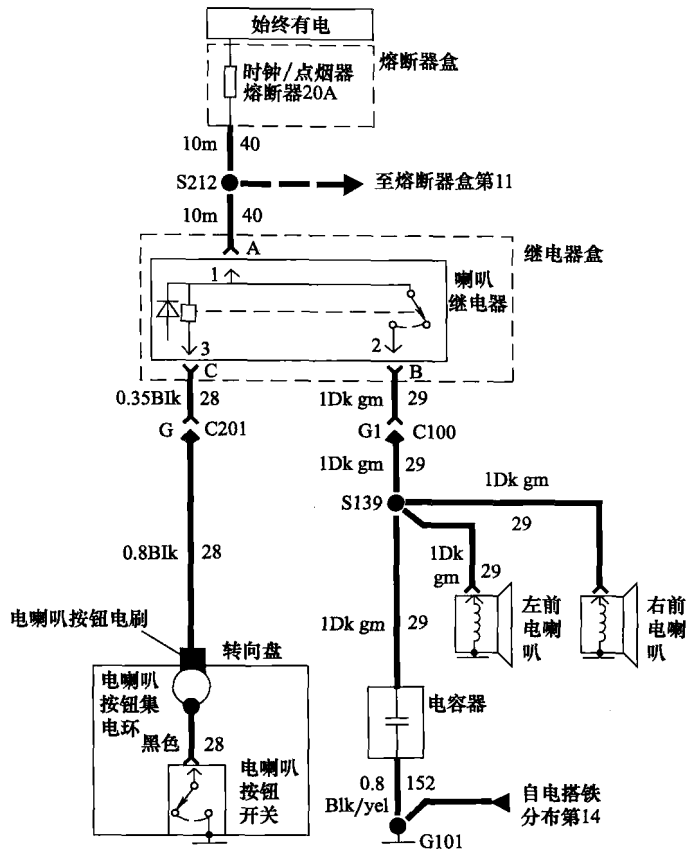 始终有电
熔断器盒
时钟/点烟器
熔断器20A
10m 40
S212
至熔断器盒第11
10m 40
A
继电器盒
1
喇叭
继电器
3
2
C
B
0.35BIk 28
1Dk gm 29
G C201
G1 C100
1Dk gm 29
1Dk gm
S139
29
0.8BIk 28
1Dk
gm 29
电喇叭按钮电刷
1Dk gm 29
左前
电喇
叭
右前
电喇
叭
转向盘
电喇叭
按钮集
电环
电容器
黑色 28
电喇叭
按钮
开关
0.8 152
Blk/yel
自电搭铁
分布第14
G101